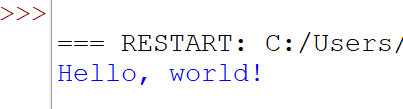 >>>
=== RESTART: C:/Users/
Hello, world!